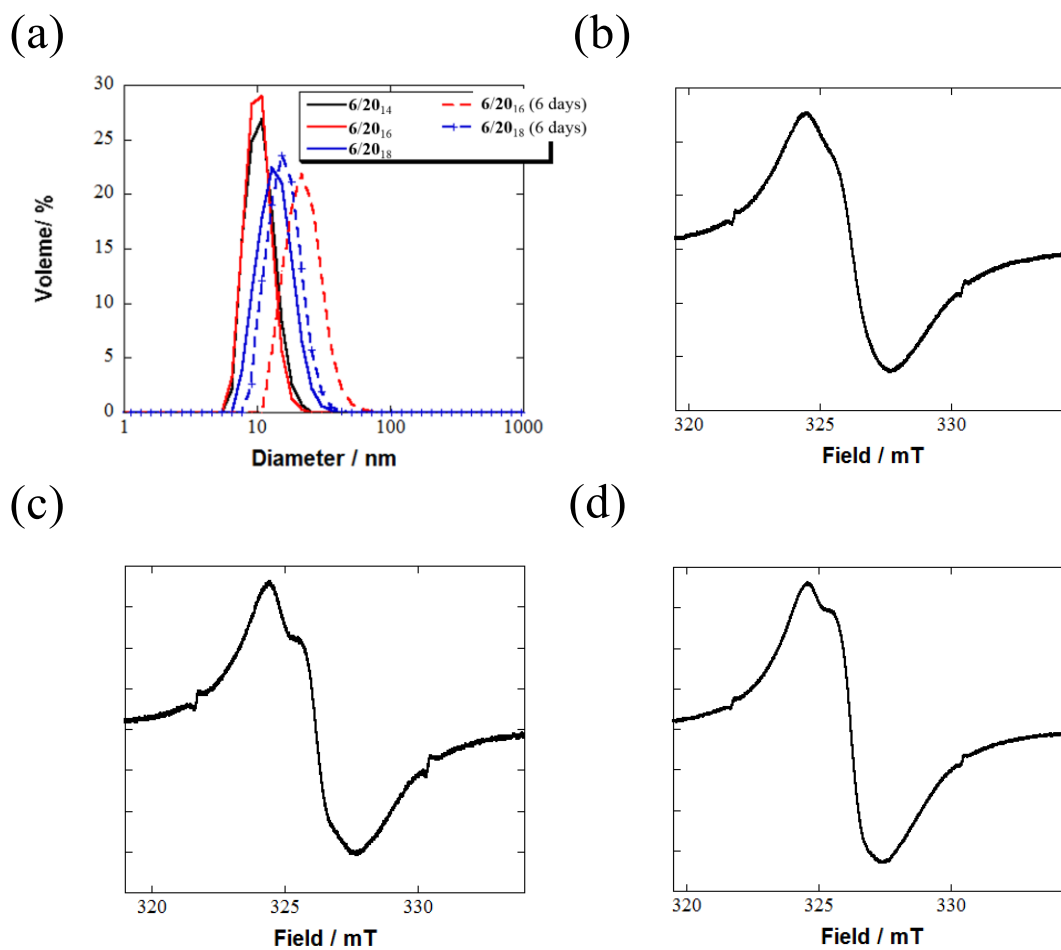 (a)
30
25
20
15
10
5
0
Voleme/ %
6/20₁₄
6/20₁₆
6/20₁₈
6/20₁₆ (6 days)
6/20₁₈ (6 days)
1 10 100 1000
Diameter / nm
(b)
320 325 330
Field / mT
(c)
320 325 330
Field / mT
(d)
320 325 330
Field / mT